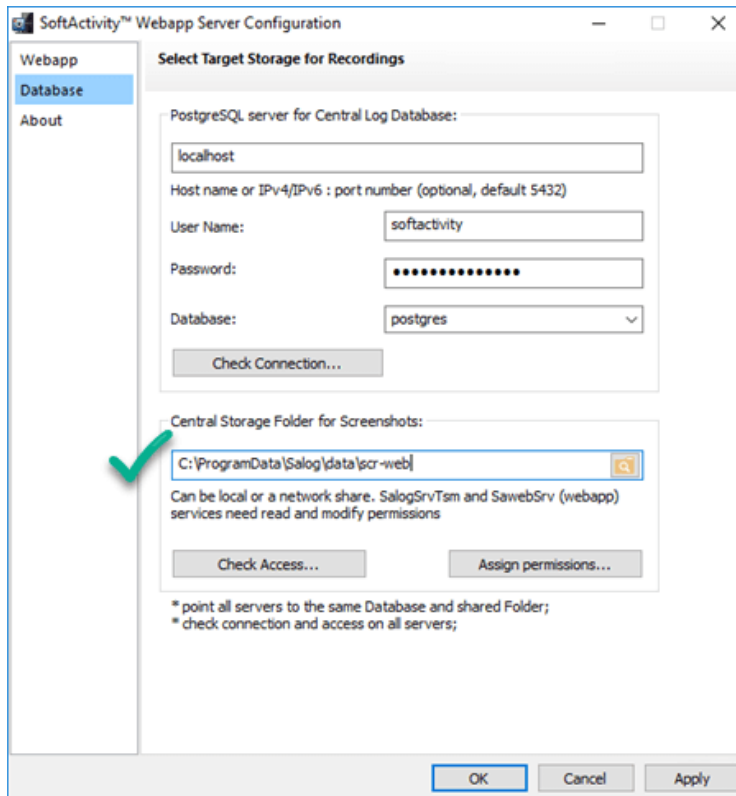 SoftActivity™ Webapp Server Configuration
Webapp
Database
About
Select Target Storage for Recordings
PostgreSQL server for Central Log Database:
localhost
Host name or IPv4/IPv6 : port number (optional, default 5432)
User Name:
softactivity
Password:
••••••••••••••
Database:
postgres
Check Connection...
Central Storage Folder for Screenshots:
C:\ProgramData\Salog\data\scr-web
Can be local or a network share. SalogSrvTsm and SawebSrv (webapp)
services need read and modify permissions
Check Access...
Assign permissions...
* point all servers to the same Database and shared Folder;
* check connection and access on all servers;
OK
Cancel
Apply